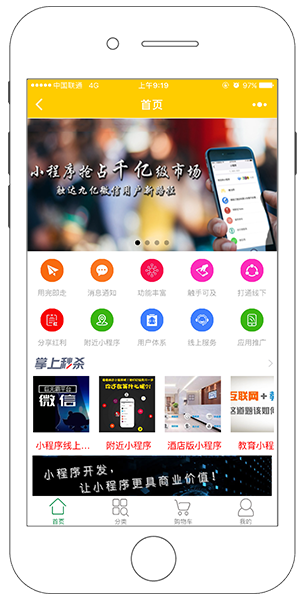 中国联通 4G 上午9:19 97%
首页
小程序抢占千亿级市场
触达九亿微信用户新路径
用完即走 消息通知 功能丰富 触手可及 打通线下
分享红利 附近小程序 用户体系 线上服务 应用推广
掌上秒杀
微信
互联网+
小程序线上... 附近小程序 酒店版小程序 教育小程
小程序开发，
让小程序更具商业价值！
首页 分类 购物车 我的